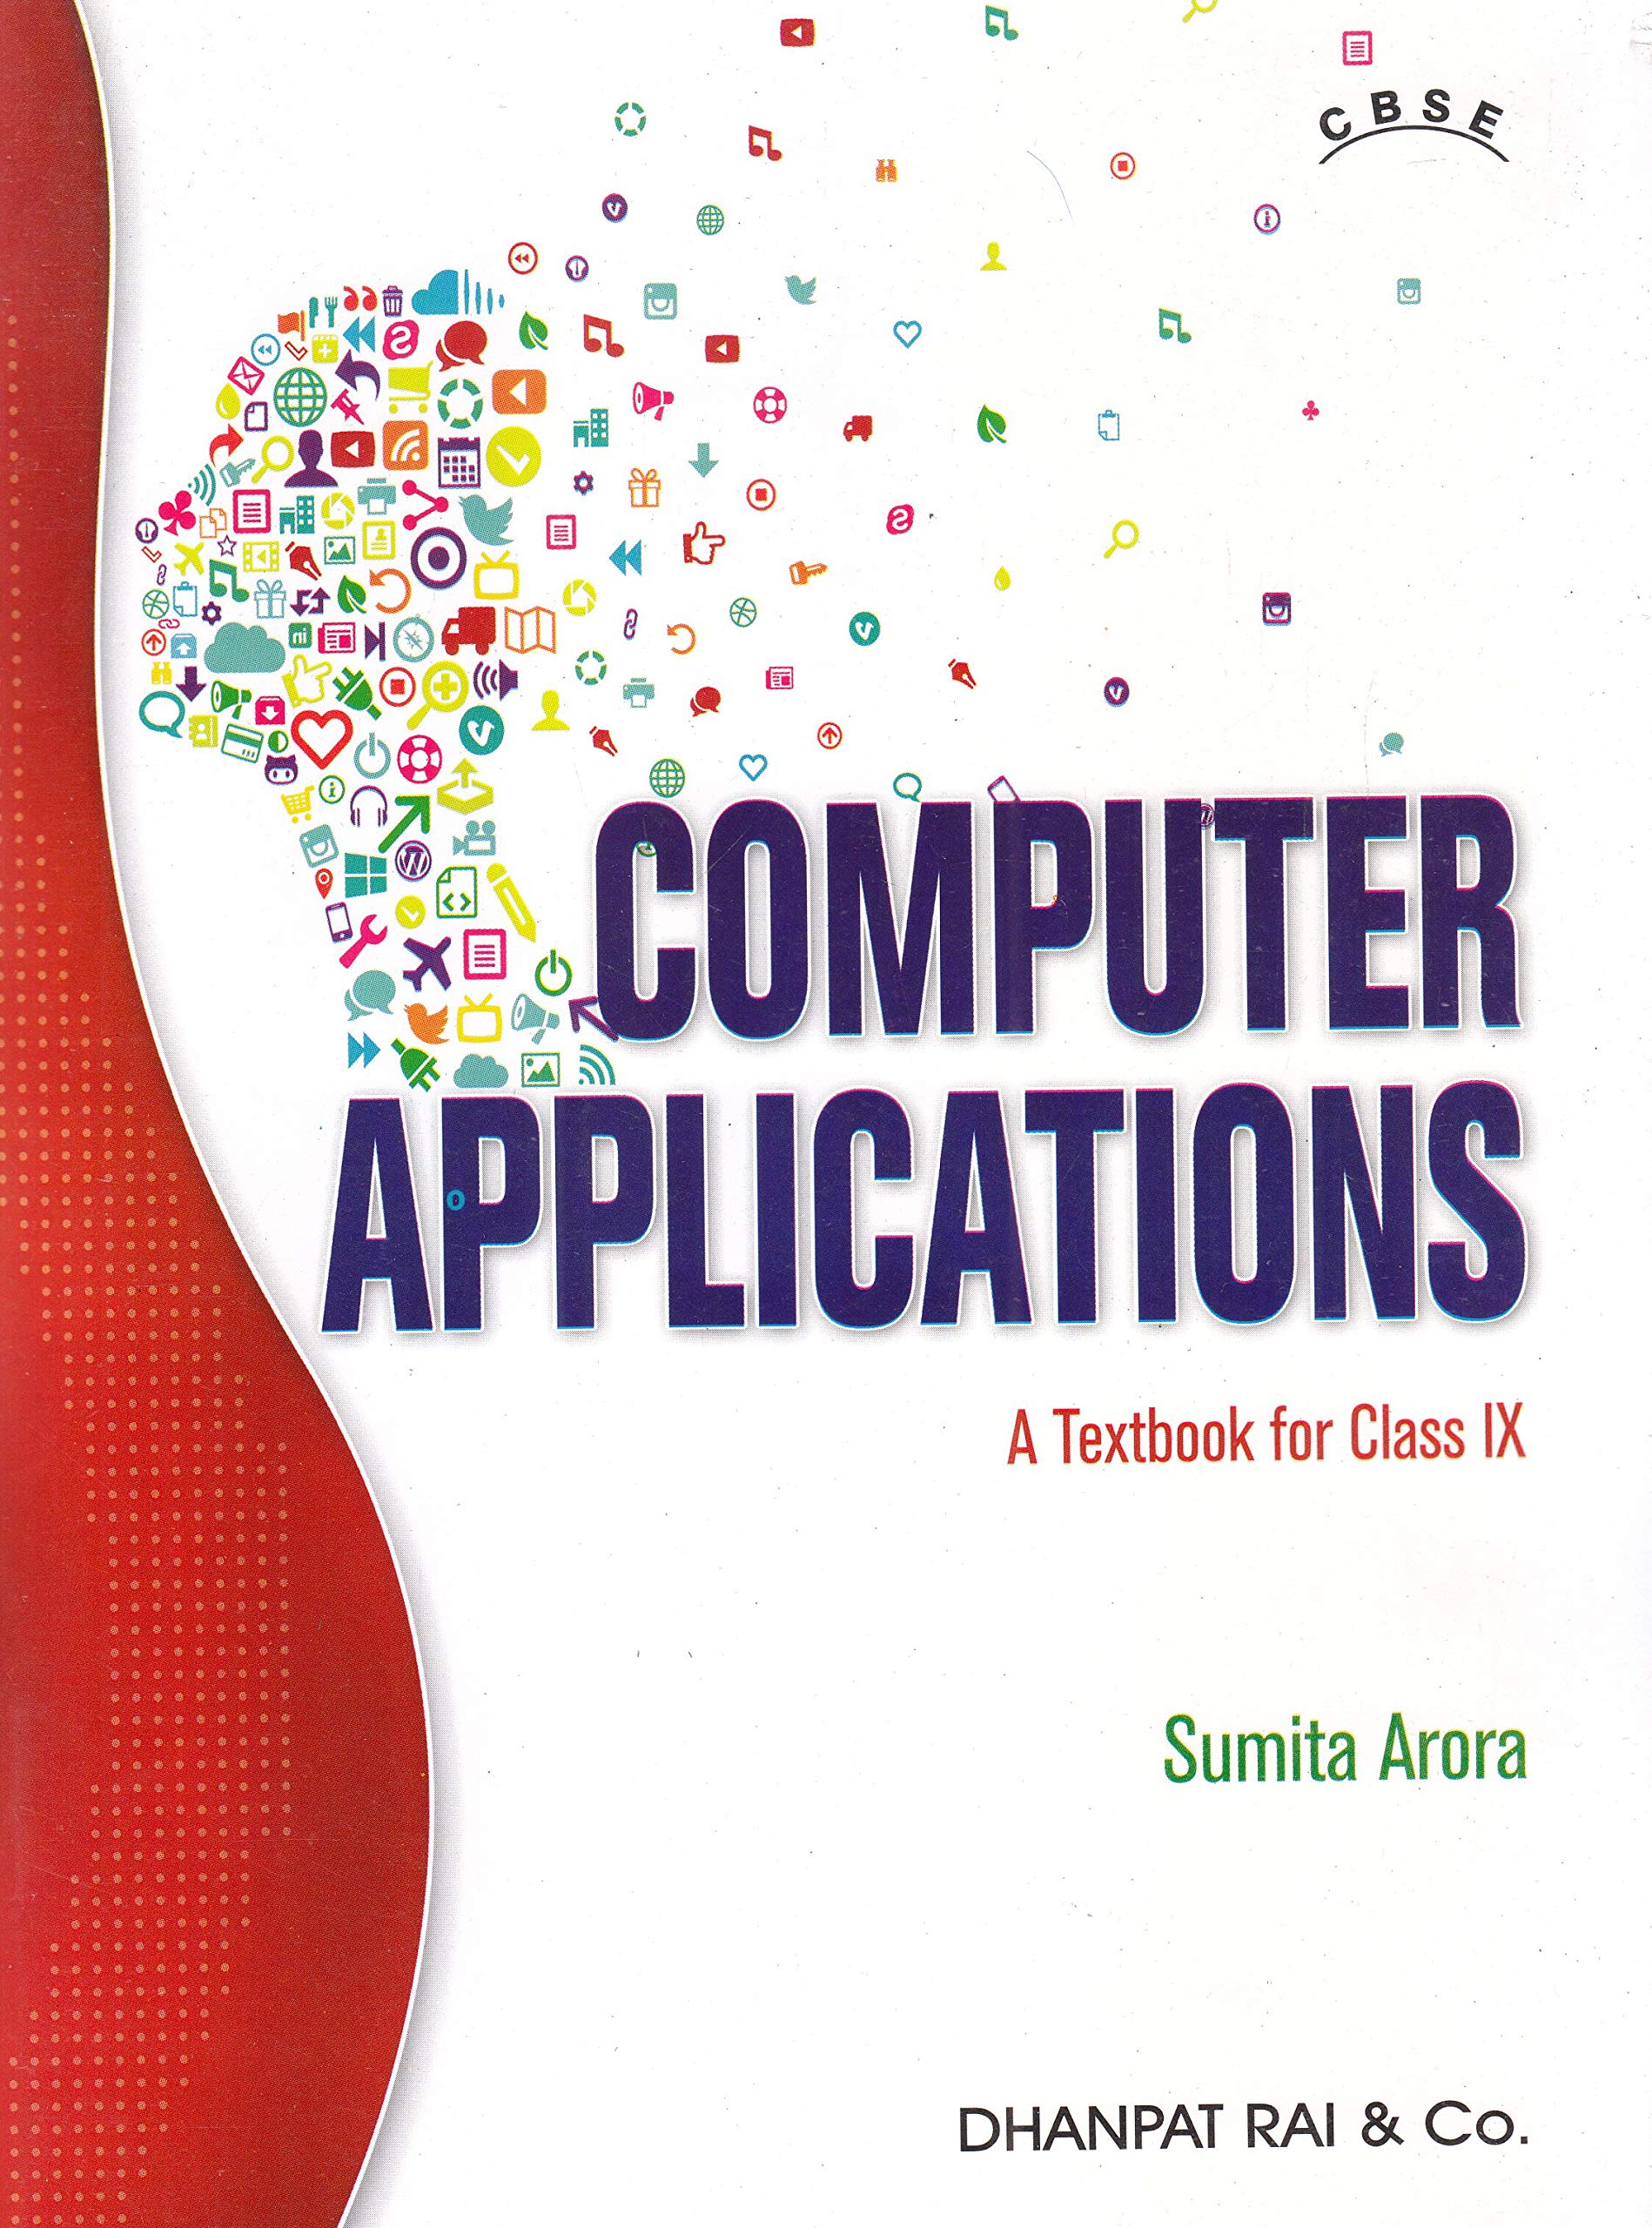 CBSE
COMPUTER
APPLICATIONS
A Textbook for Class IX
Sumita Arora
DHANPAT RAI & Co.